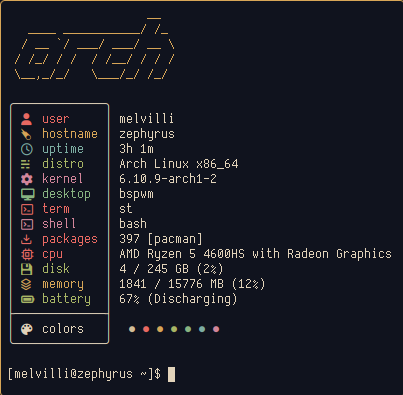 arch
user melvilli
hostname zephyrus
uptime 3h 1m
distro Arch Linux x86_64
kernel 6.10.9-arch1-2
desktop bspwm
term st
shell bash
packages 397 [pacman]
cpu AMD Ryzen 5 4600HS with Radeon Graphics
disk 4 / 245 GB (2%)
memory 1841 / 15776 MB (12%)
battery 67% (Discharging)
colors
[melvilli@zephyrus ~]$